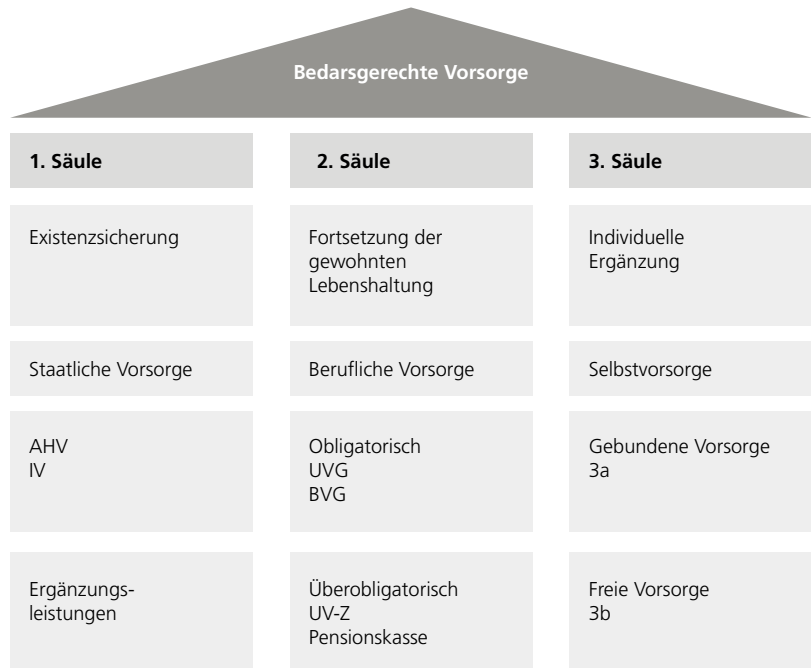 Bedarsgerechte Vorsorge
1. Säule
2. Säule
3. Säule
Existenzsicherung
Fortsetzung der
gewohnten
Lebenshaltung
Individuelle
Ergänzung
Staatliche Vorsorge
Berufliche Vorsorge
Selbstvorsorge
AHV
IV
Obligatorisch
UVG
BVG
Gebundene Vorsorge
3a
Ergänzungs-
leistungen
Überobligatorisch
UV-Z
Pensionskasse
Freie Vorsorge
3b